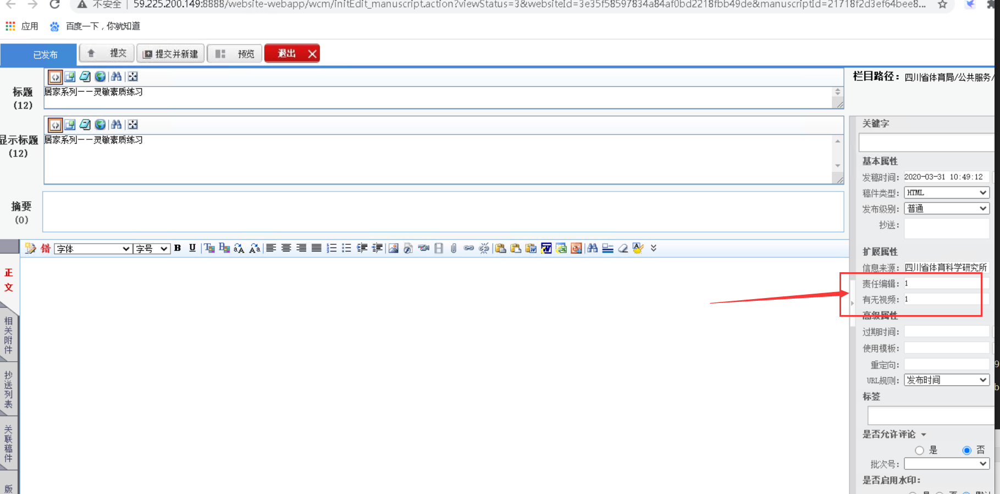 不安全 59.225.200.149:8888/website-webapp/wcm/initEdit_manuscript.action?viewStatus=3&websiteId=3e35f58597834a84af0bd2218fbb49de&manuscriptId=21718f2d3ef64bee8...
应用 百度一下，你就知道
已发布 提交 提交并新建 预览 退出
栏目路径： 四川省体育局/公共服务/
标题
(12)
居家系列——灵敏素质练习
显示标题
(12)
居家系列——灵敏素质练习
摘要
(0)
错 字体 字号 B U
正文
相关附件
抄送列表
关联稿件
版
关键字
基本属性
发稿时间： 2020-03-31 10:49:12
稿件类型： HTML
发布级别： 普通
抄送：
扩展属性
信息来源： 四川省体育科学研究所
责任编辑： 1
有无视频： 1
高级属性
过期时间：
使用模板：
重定向：
URL规则： 发布时间
标签
是否允许评论
是 否
批次号：
是否启用水印：
是 否 默认